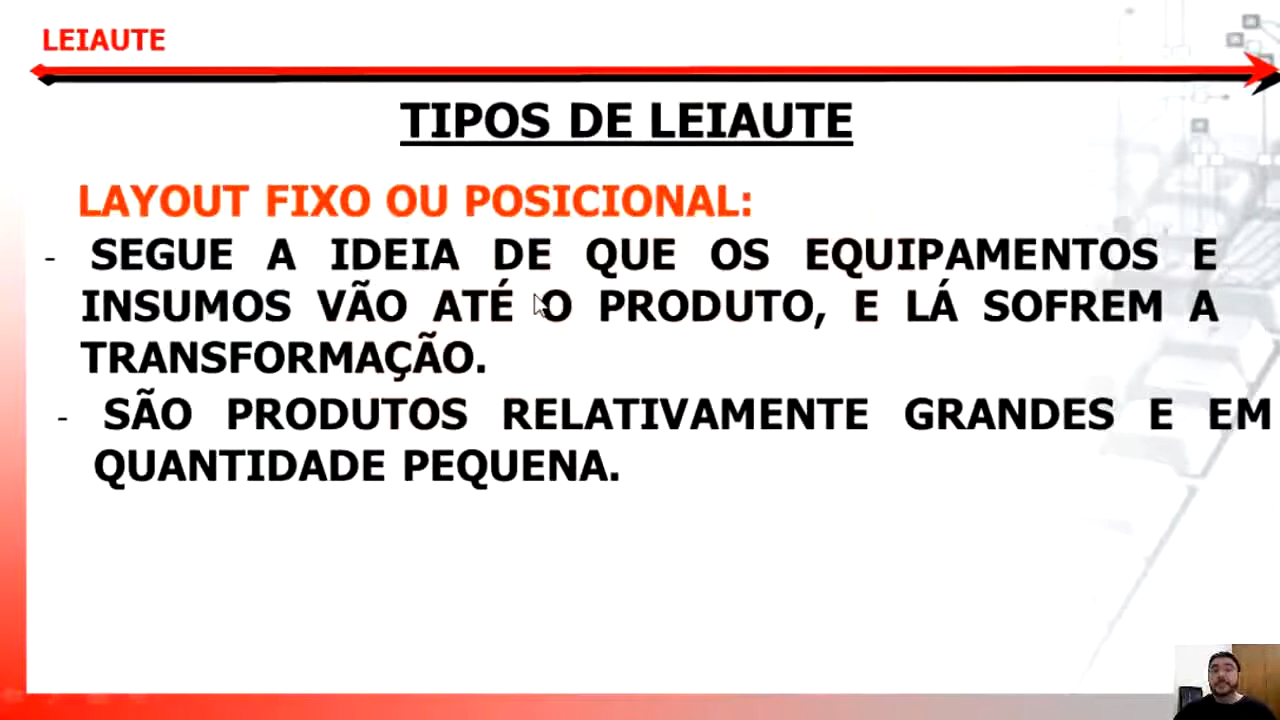 LEIAUTE
TIPOS DE LEIAUTE
LAYOUT FIXO OU POSICIONAL:
- SEGUE A IDEIA DE QUE OS EQUIPAMENTOS E
INSUMOS VÃO ATÉ O PRODUTO, E LÁ SOFREM A
TRANSFORMAÇÃO.
- SÃO PRODUTOS RELATIVAMENTE GRANDES E EM
QUANTIDADE PEQUENA.